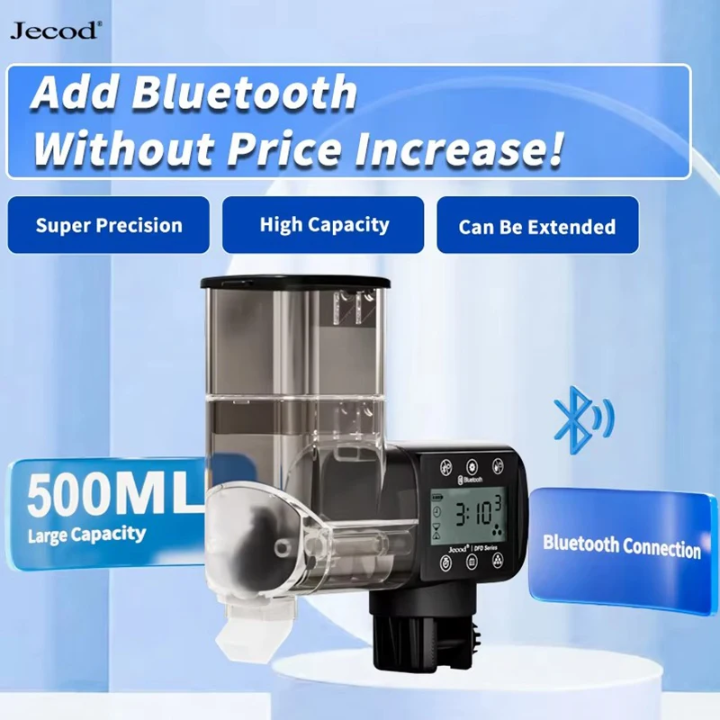 Jecod®
Add Bluetooth
Without Price Increase!
Super Precision
High Capacity
Can Be Extended
500ML
Large Capacity
Bluetooth
3:10 3
Jecod® | DFD Series
Bluetooth Connection